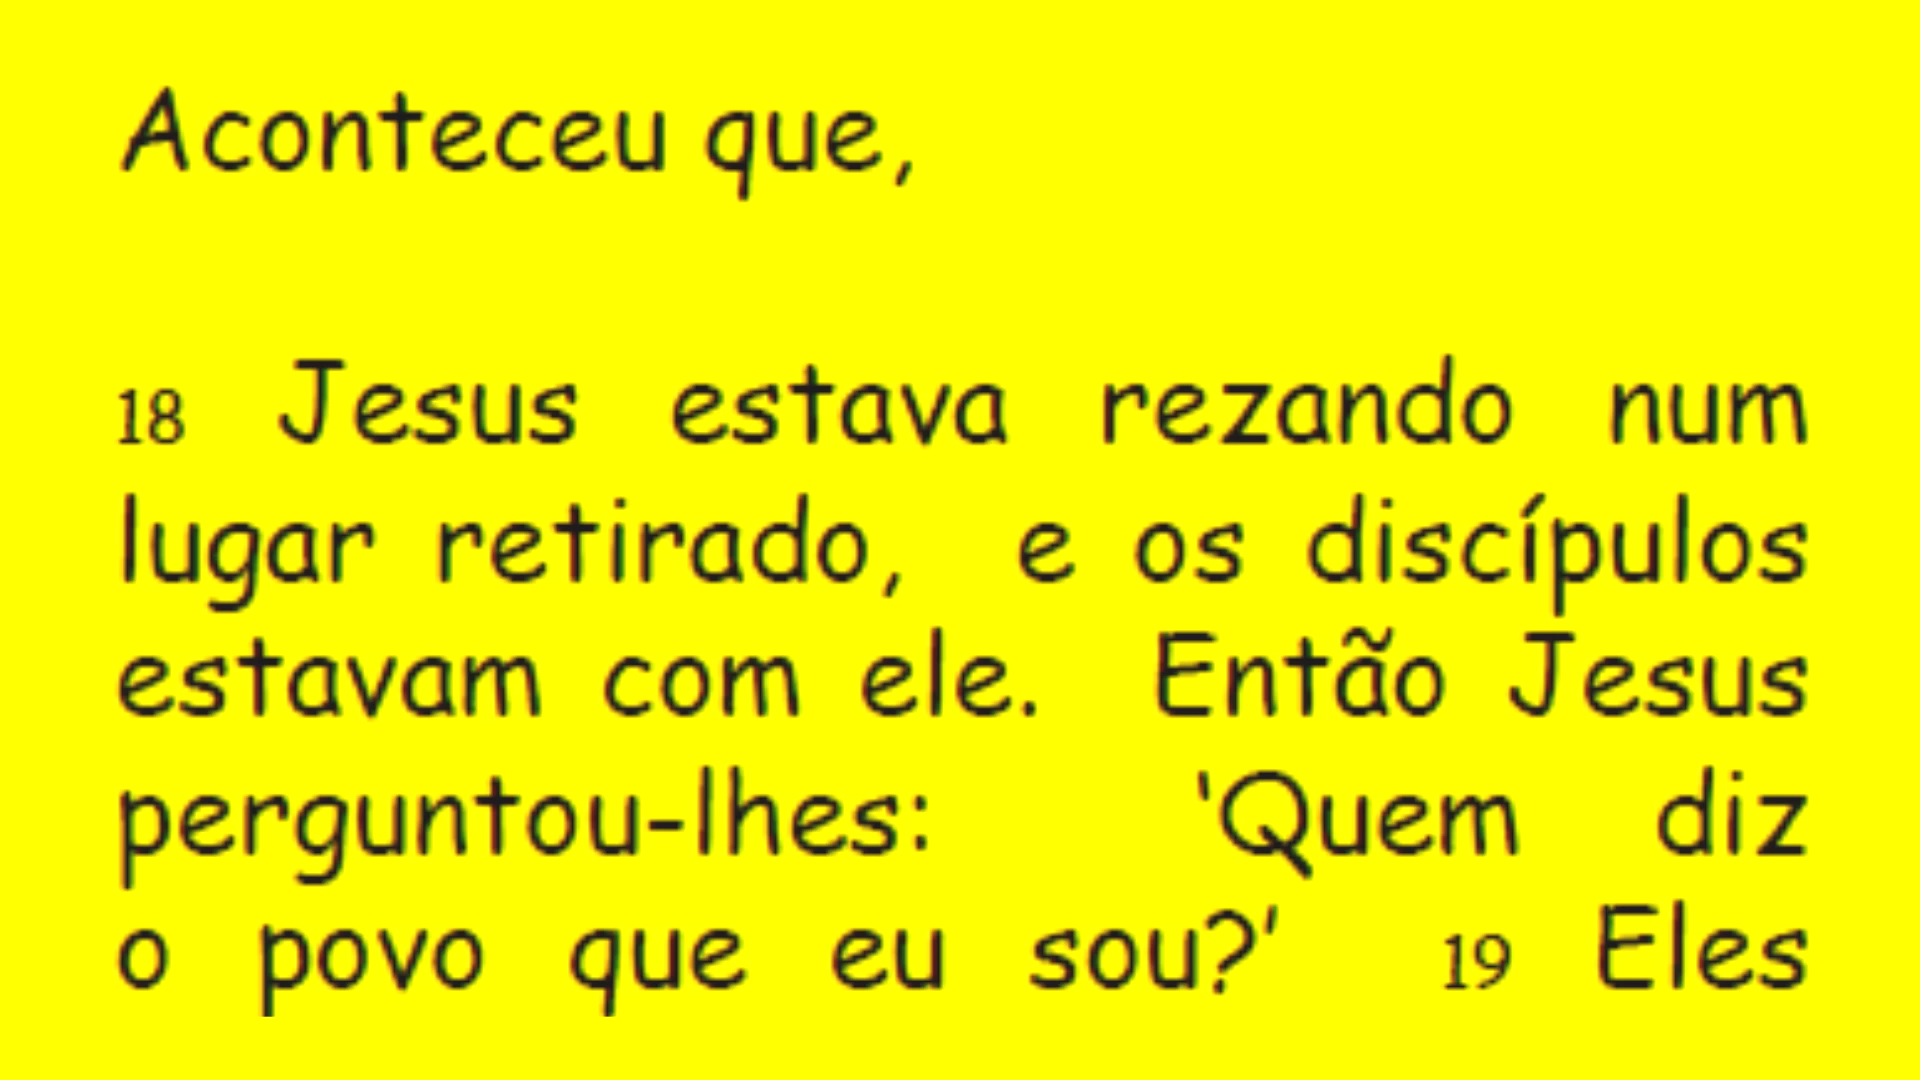 Aconteceu que,
18 Jesus estava rezando num
lugar retirado, e os discípulos
estavam com ele. Então Jesus
perguntou-lhes: 'Quem diz
o povo que eu sou?' 19 Eles